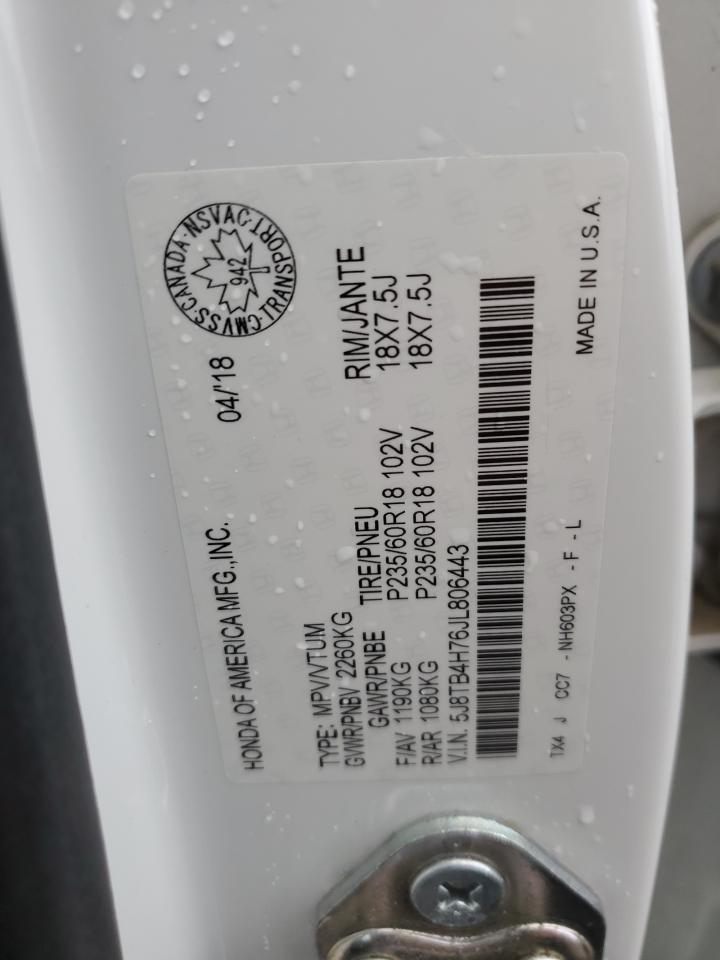 HONDA OF AMERICA MFG.,INC. 04/'18
CMVSS·CANADA·NSVAC·T·TRANSPORT·C·
942
TYPE: MPV/VTUM
GVWR/PNBV 2260KG
GAWR/PNBE TIRE/PNEU RIM/JANTE
F/AV 1190KG P235/60R18 102V 18X7.5J
R/AR 1080KG P235/60R18 102V 18X7.5J
V.I.N. 5J8TB4H76JL806443
TX4 J CC7 - NH603PX - F - L MADE IN U.S.A.